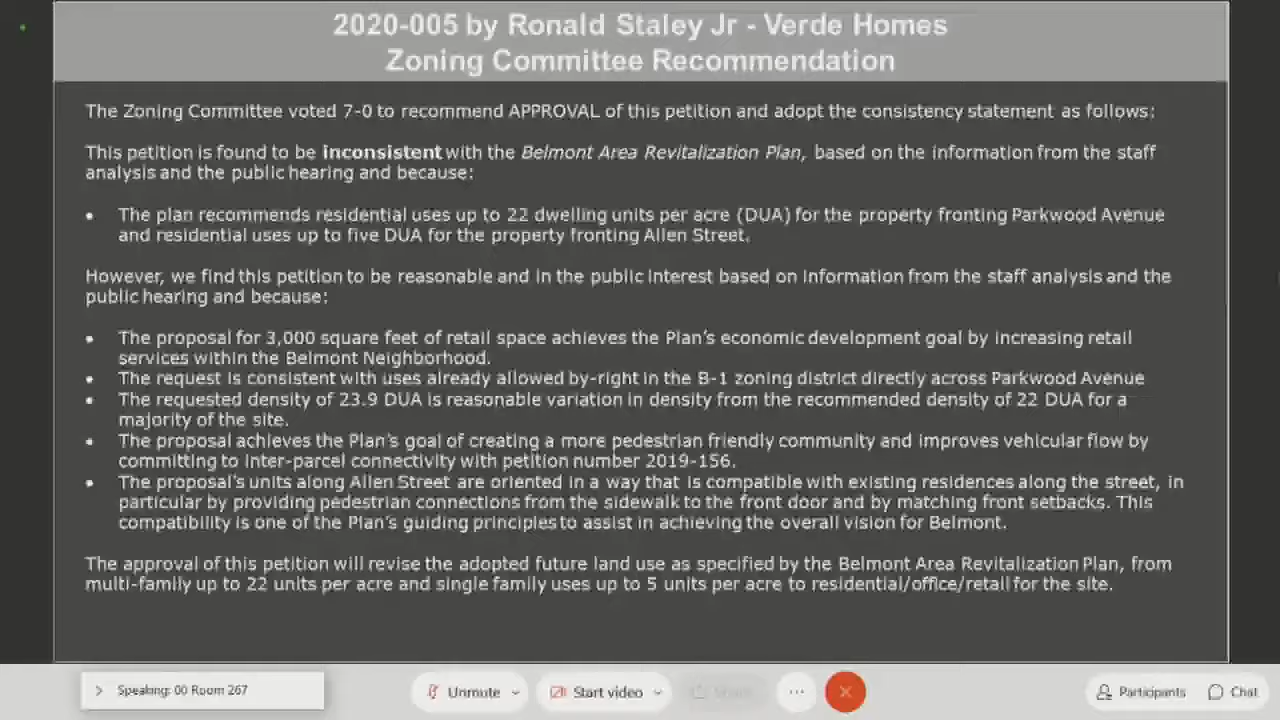 2020-005 by Ronald Staley Jr - Verde Homes
Zoning Committee Recommendation
The Zoning Committee voted 7-0 to recommend APPROVAL of this petition and adopt the consistency statement as follows:
This petition is found to be inconsistent with the Belmont Area Revitalization Plan, based on the information from the staff
analysis and the public hearing and because:
• The plan recommends residential uses up to 22 dwelling units per acre (DUA) for the property fronting Parkwood Avenue
and residential uses up to five DUA for the property fronting Allen Street.
However, we find this petition to be reasonable and in the public interest based on information from the staff analysis and the
public hearing and because:
• The proposal for 3,000 square feet of retail space achieves the Plan's economic development goal by increasing retail
services within the Belmont Neighborhood.
• The request is consistent with uses already allowed by-right in the B-1 zoning district directly across Parkwood Avenue
• The requested density of 23.9 DUA is reasonable variation in density from the recommended density of 22 DUA for a
majority of the site.
• The proposal achieves the Plan's goal of creating a more pedestrian friendly community and improves vehicular flow by
committing to inter-parcel connectivity with petition number 2019-156.
• The proposal's units along Allen Street are oriented in a way that is compatible with existing residences along the street, in
particular by providing pedestrian connections from the sidewalk to the front door and by matching front setbacks. This
compatibility is one of the Plan's guiding principles to assist in achieving the overall vision for Belmont.
The approval of this petition will revise the adopted future land use as specified by the Belmont Area Revitalization Plan, from
multi-family up to 22 units per acre and single family uses up to 5 units per acre to residential/office/retail for the site.
Speaking: 00 Room 267
Unmute
Start video
Share
Participants
Chat